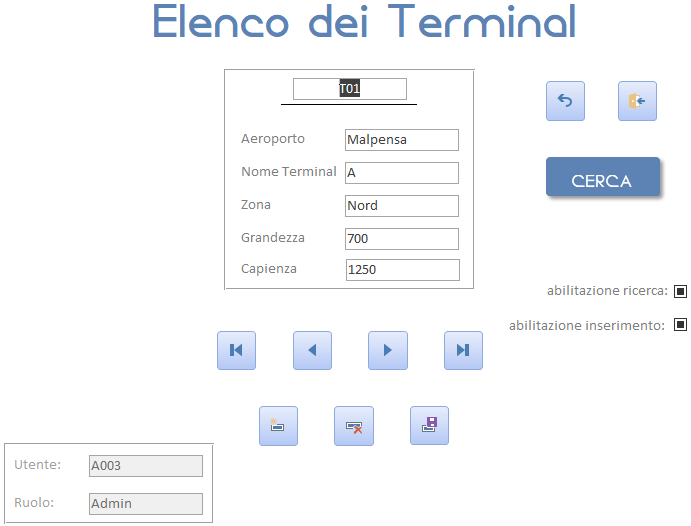 Elenco dei Terminal
T01
Aeroporto Malpensa
Nome Terminal A
Zona Nord
Grandezza 700
Capienza 1250
CERCA
abilitazione ricerca:
abilitazione inserimento:
Utente: A003
Ruolo: Admin